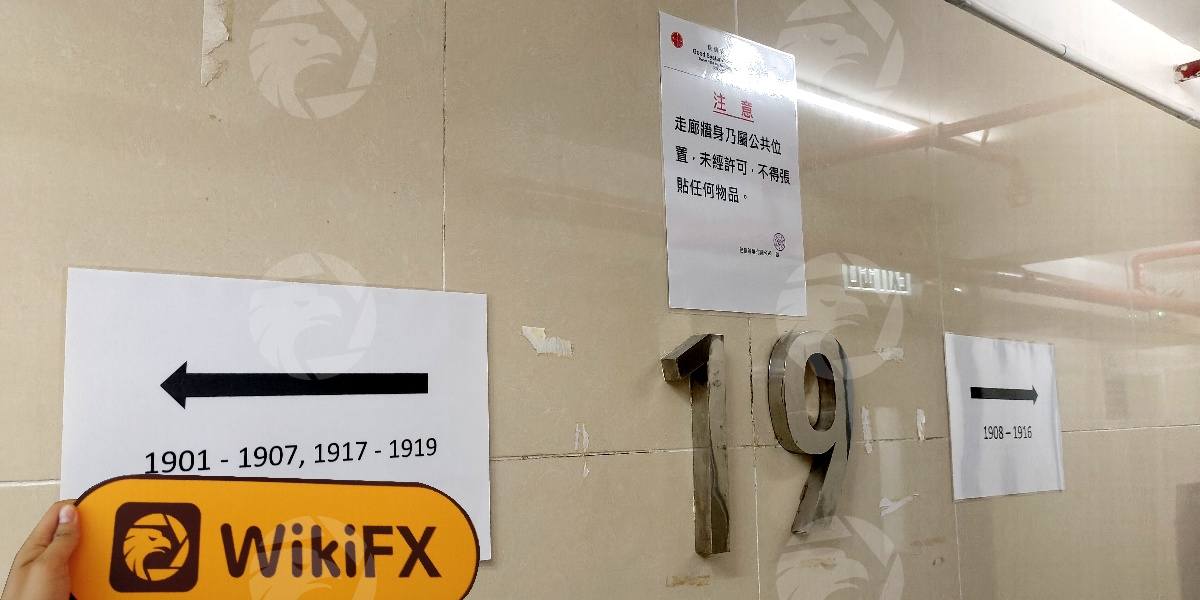 注 意
走廊牆身乃屬公共位
置，未經許可，不得張
貼任何物品。
1901 - 1907, 1917 - 1919
19
1908 – 1916
WikiFX